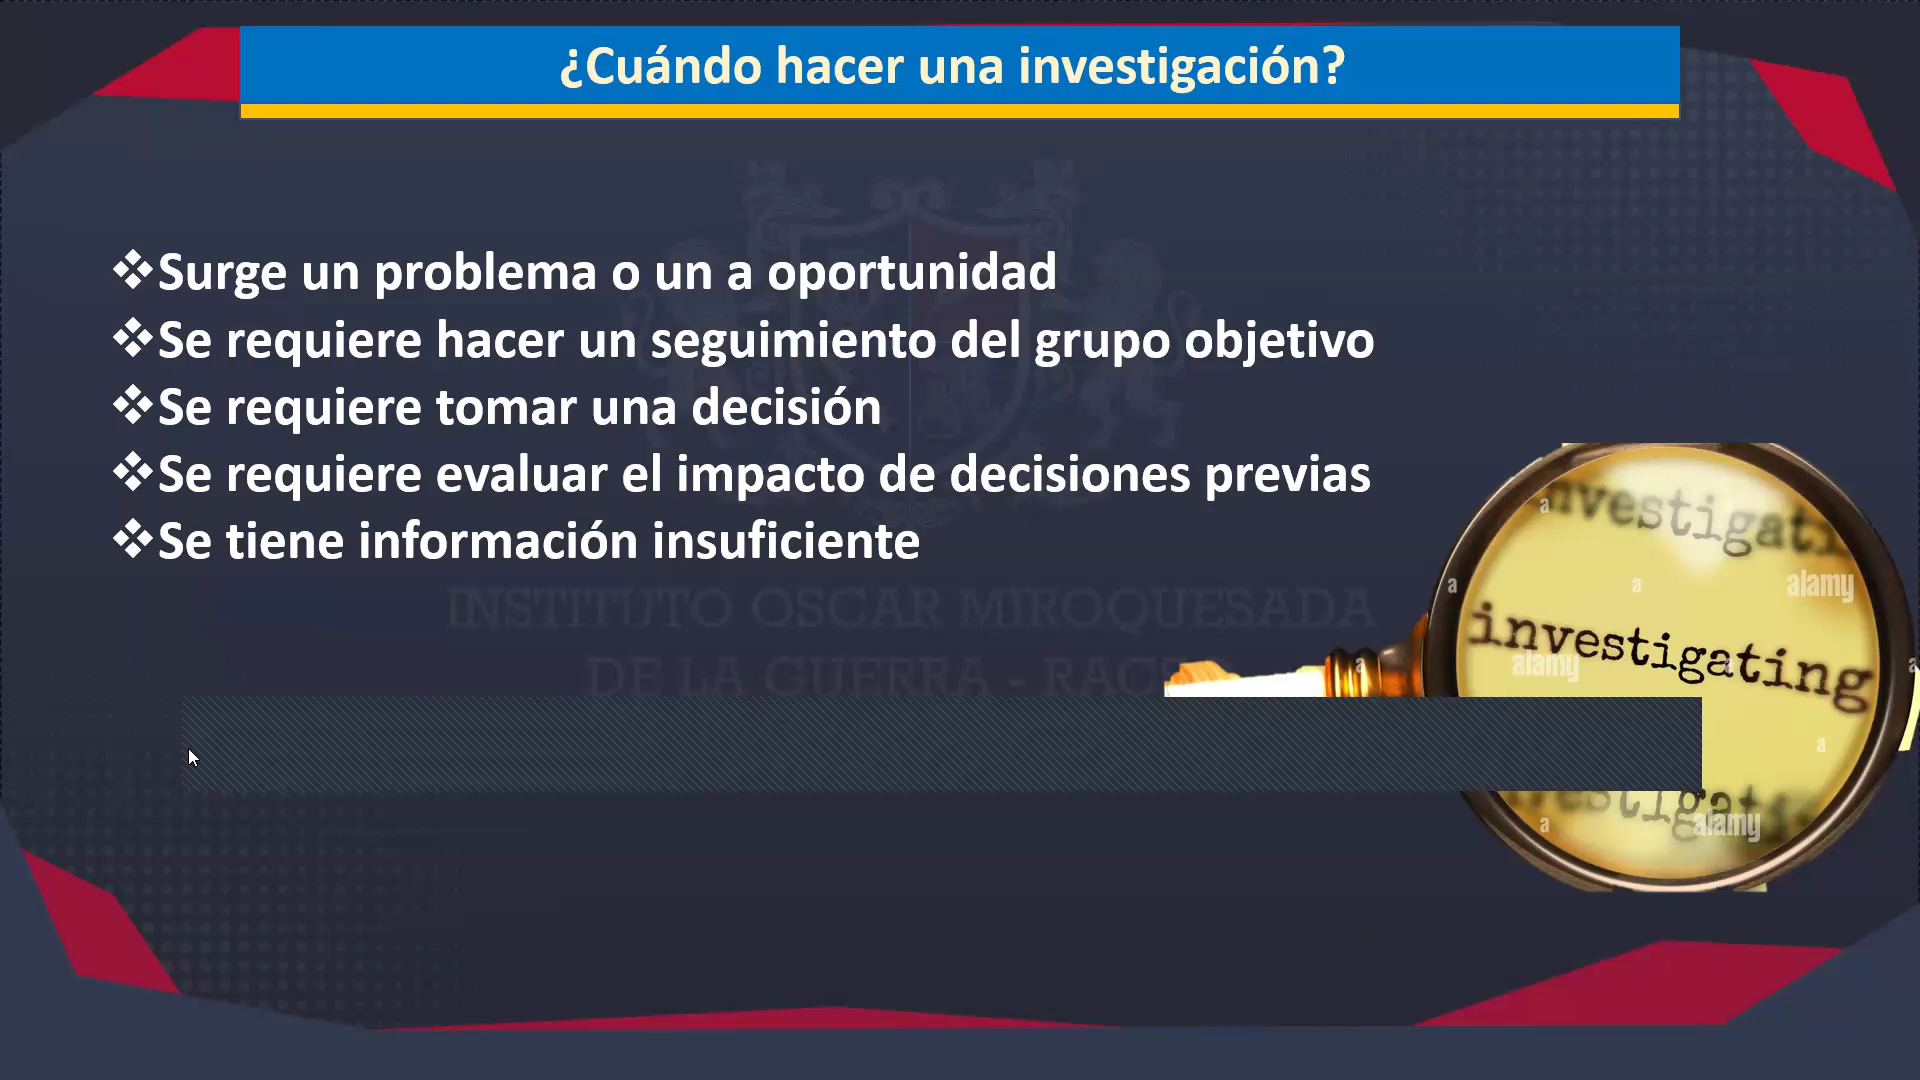 ¿Cuándo hacer una investigación?
❖Surge un problema o un a oportunidad
❖Se requiere hacer un seguimiento del grupo objetivo
❖Se requiere tomar una decisión
❖Se requiere evaluar el impacto de decisiones previas
❖Se tiene información insuficiente
INSTITUTO OSCAR MIROQUESADA
DE LA GUERRA - RACSO
investigating
alamy
alamy
alamy